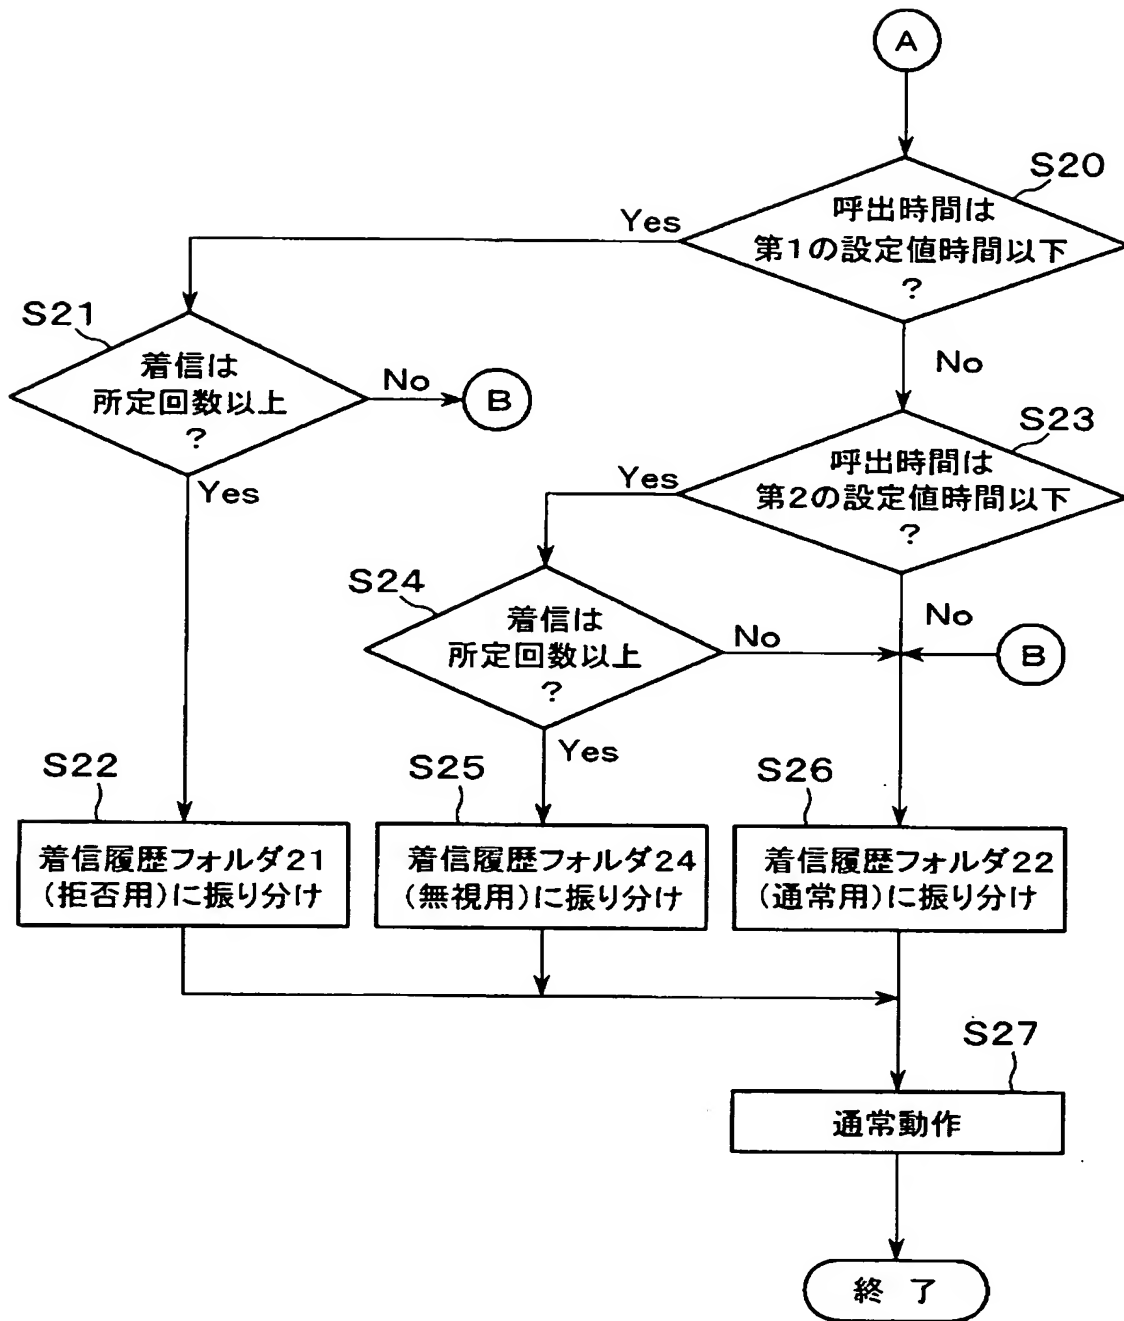 A
S20
呼出時間は
第1の設定値時間以下
?
Yes
No
S21
着信は
所定回数以上
?
No
B
Yes
S23
呼出時間は
第2の設定値時間以下
?
Yes
No
S24
着信は
所定回数以上
?
No
B
Yes
S22
着信履歴フォルダ21
(拒否用)に振り分け
S25
着信履歴フォルダ24
(無視用)に振り分け
S26
着信履歴フォルダ22
(通常用)に振り分け
S27
通常動作
終 了